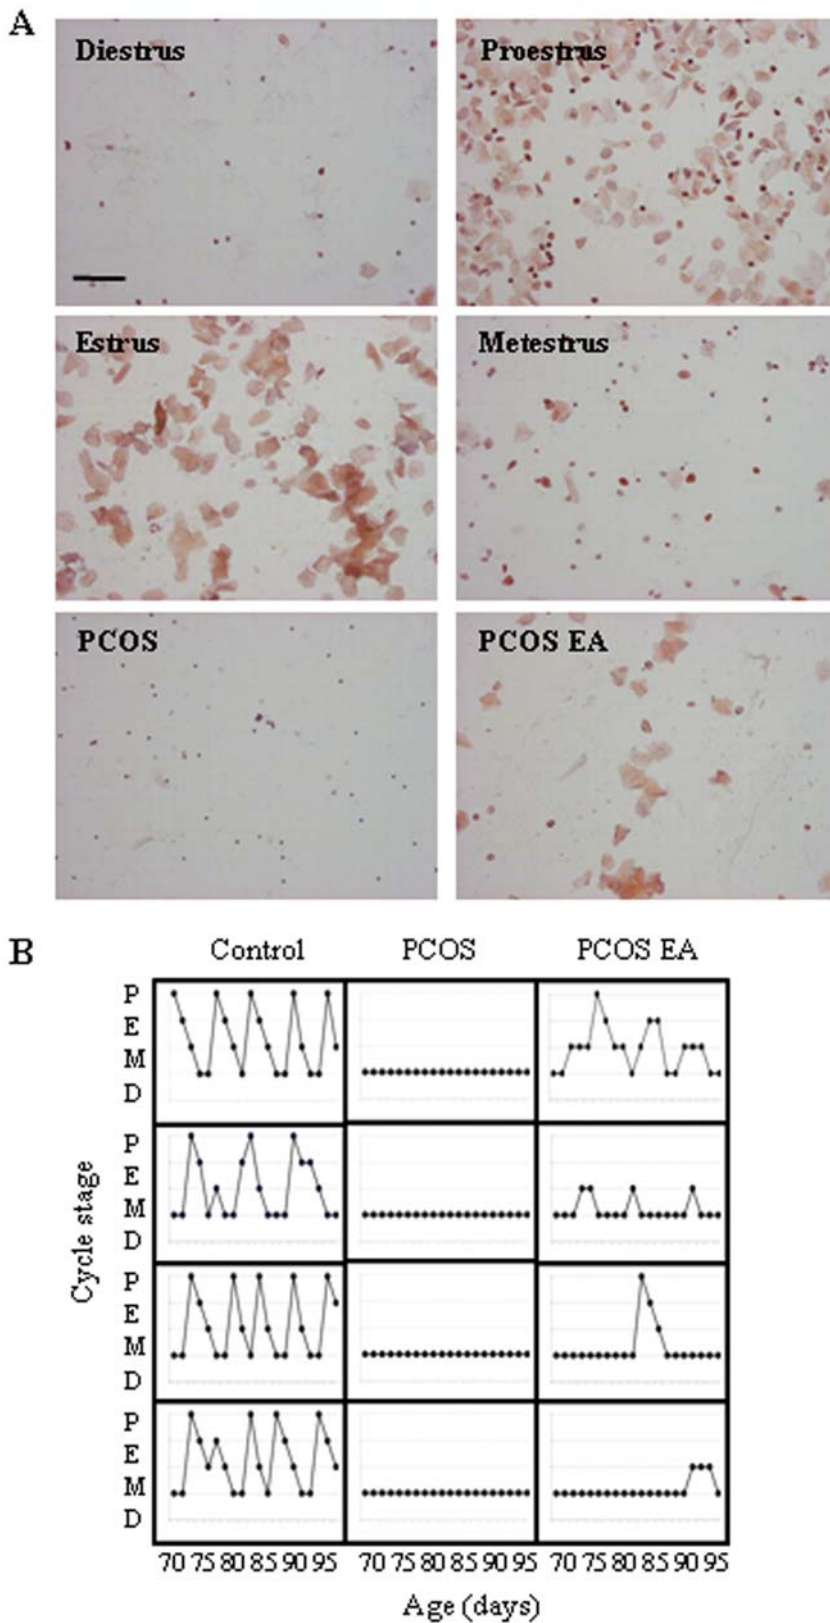 A
Diestrus
Proestrus
Estrus
Metestrus
PCOS
PCOS EA
B
Control PCOS PCOS EA
P
E
M
D
P
E
M
D
P
E
M
D
P
E
M
D
Cycle stage
70 75 80 85 90 95 70 75 80 85 90 95 70 75 80 85 90 95
Age (days)